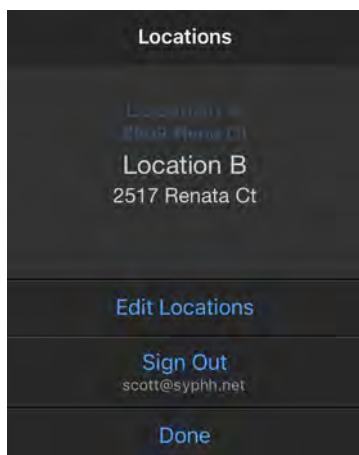 Locations
Location B
2517 Renata Ct
Edit Locations
Sign Out
scott@syphh.net
Done